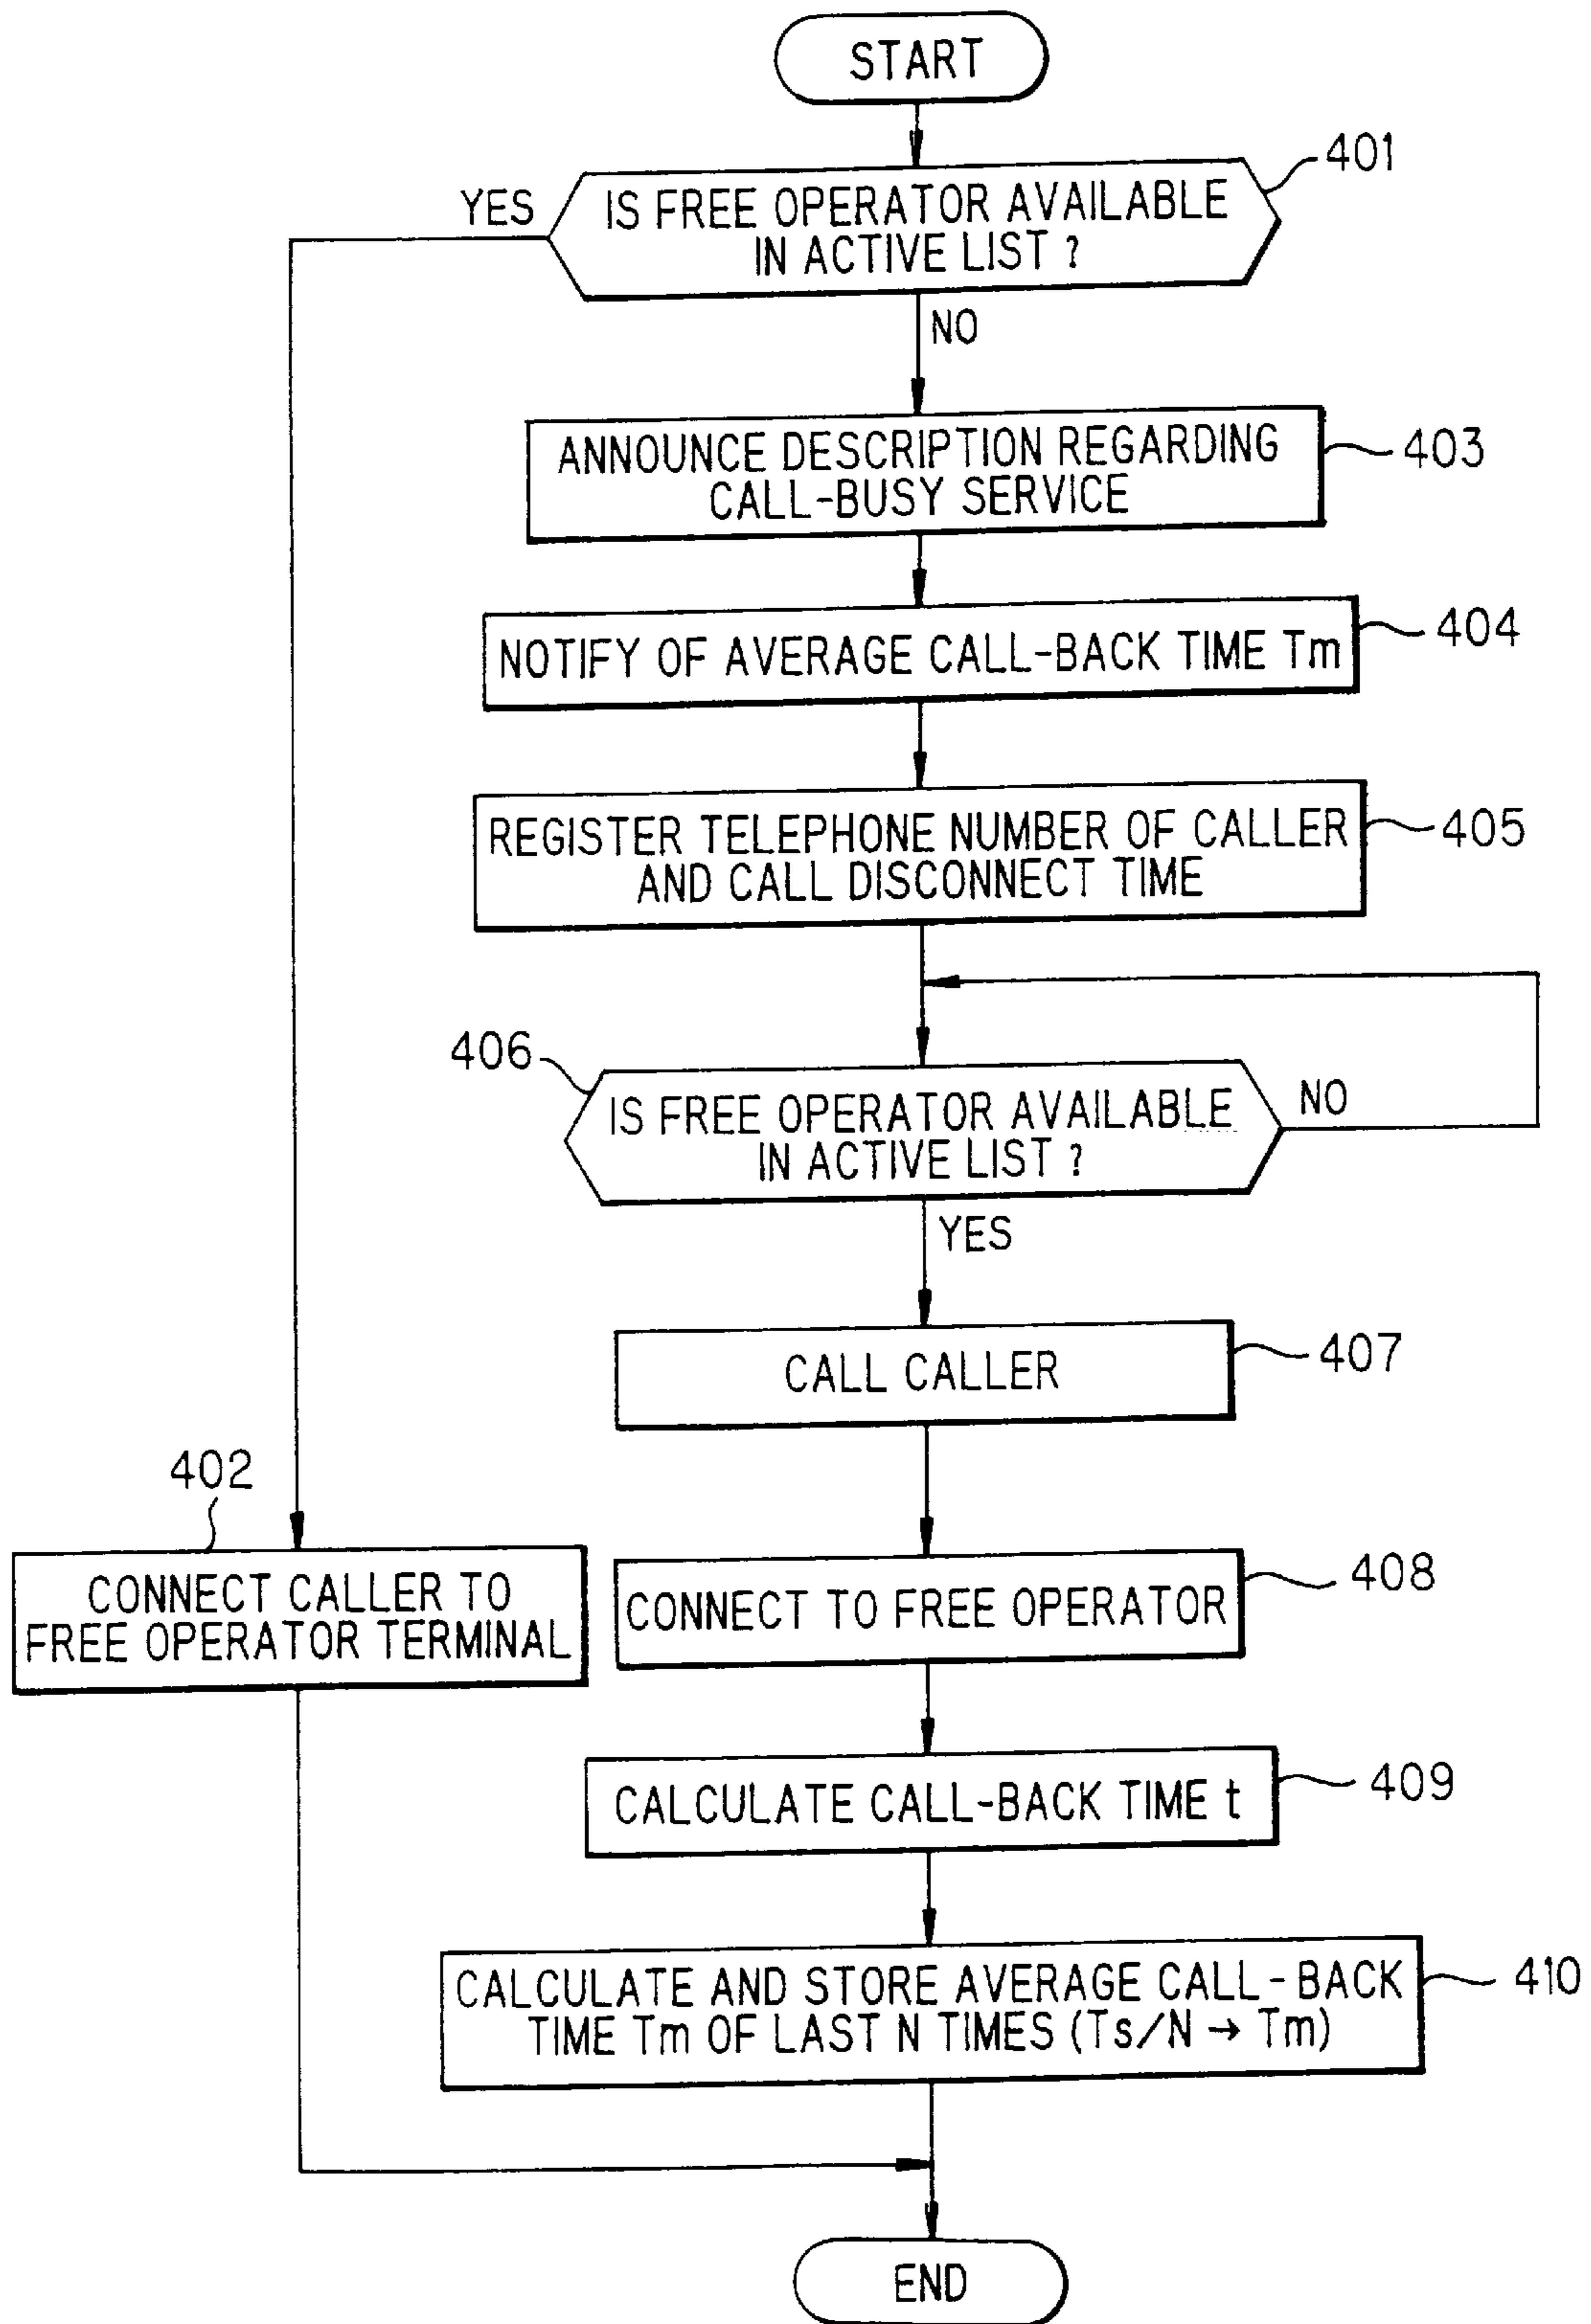 START
401
YES
IS FREE OPERATOR AVAILABLE
IN ACTIVE LIST ?
NO
ANNOUNCE DESCRIPTION REGARDING
CALL-BUSY SERVICE
403
NOTIFY OF AVERAGE CALL-BACK TIME Tm
404
REGISTER TELEPHONE NUMBER OF CALLER
AND CALL DISCONNECT TIME
405
406
IS FREE OPERATOR AVAILABLE
IN ACTIVE LIST ?
NO
YES
CALL CALLER
407
402
CONNECT CALLER TO
FREE OPERATOR TERMINAL
CONNECT TO FREE OPERATOR
408
CALCULATE CALL-BACK TIME t
409
CALCULATE AND STORE AVERAGE CALL-BACK
TIME Tm OF LAST N TIMES (Ts/N → Tm)
410
END